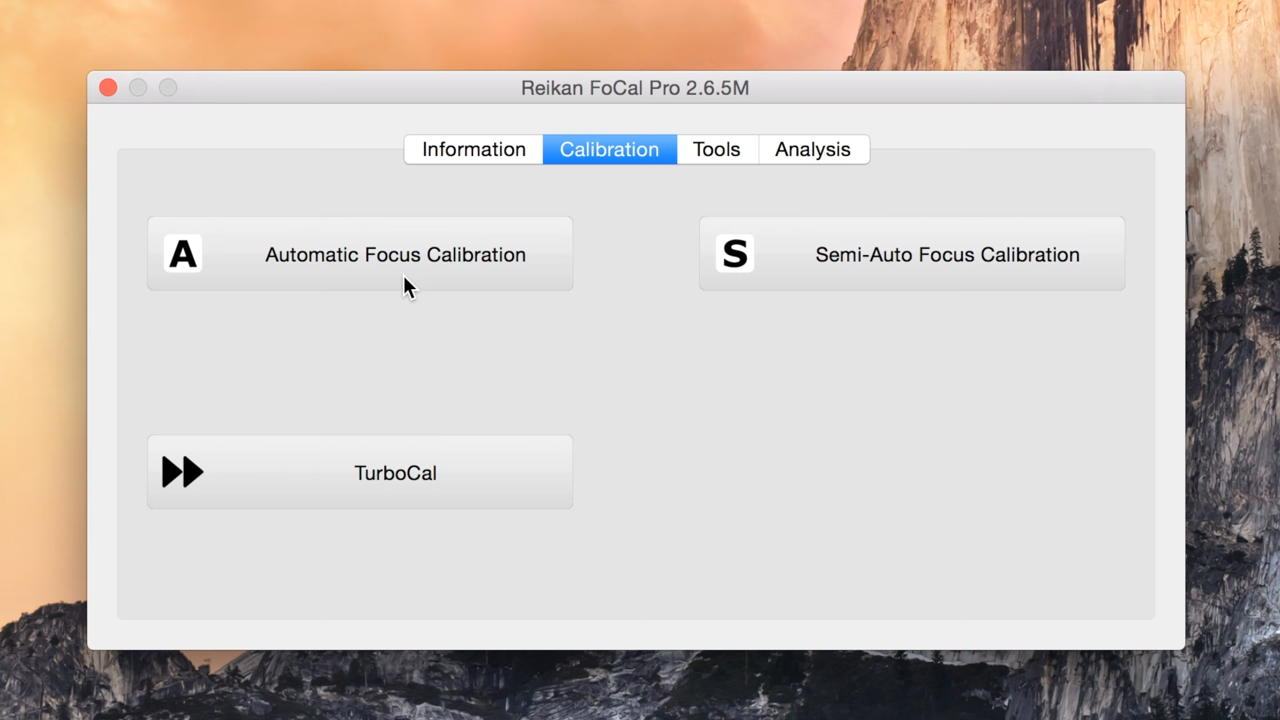 Reikan FoCal Pro 2.6.5M
Information Calibration Tools Analysis
A Automatic Focus Calibration
S Semi-Auto Focus Calibration
TurboCal